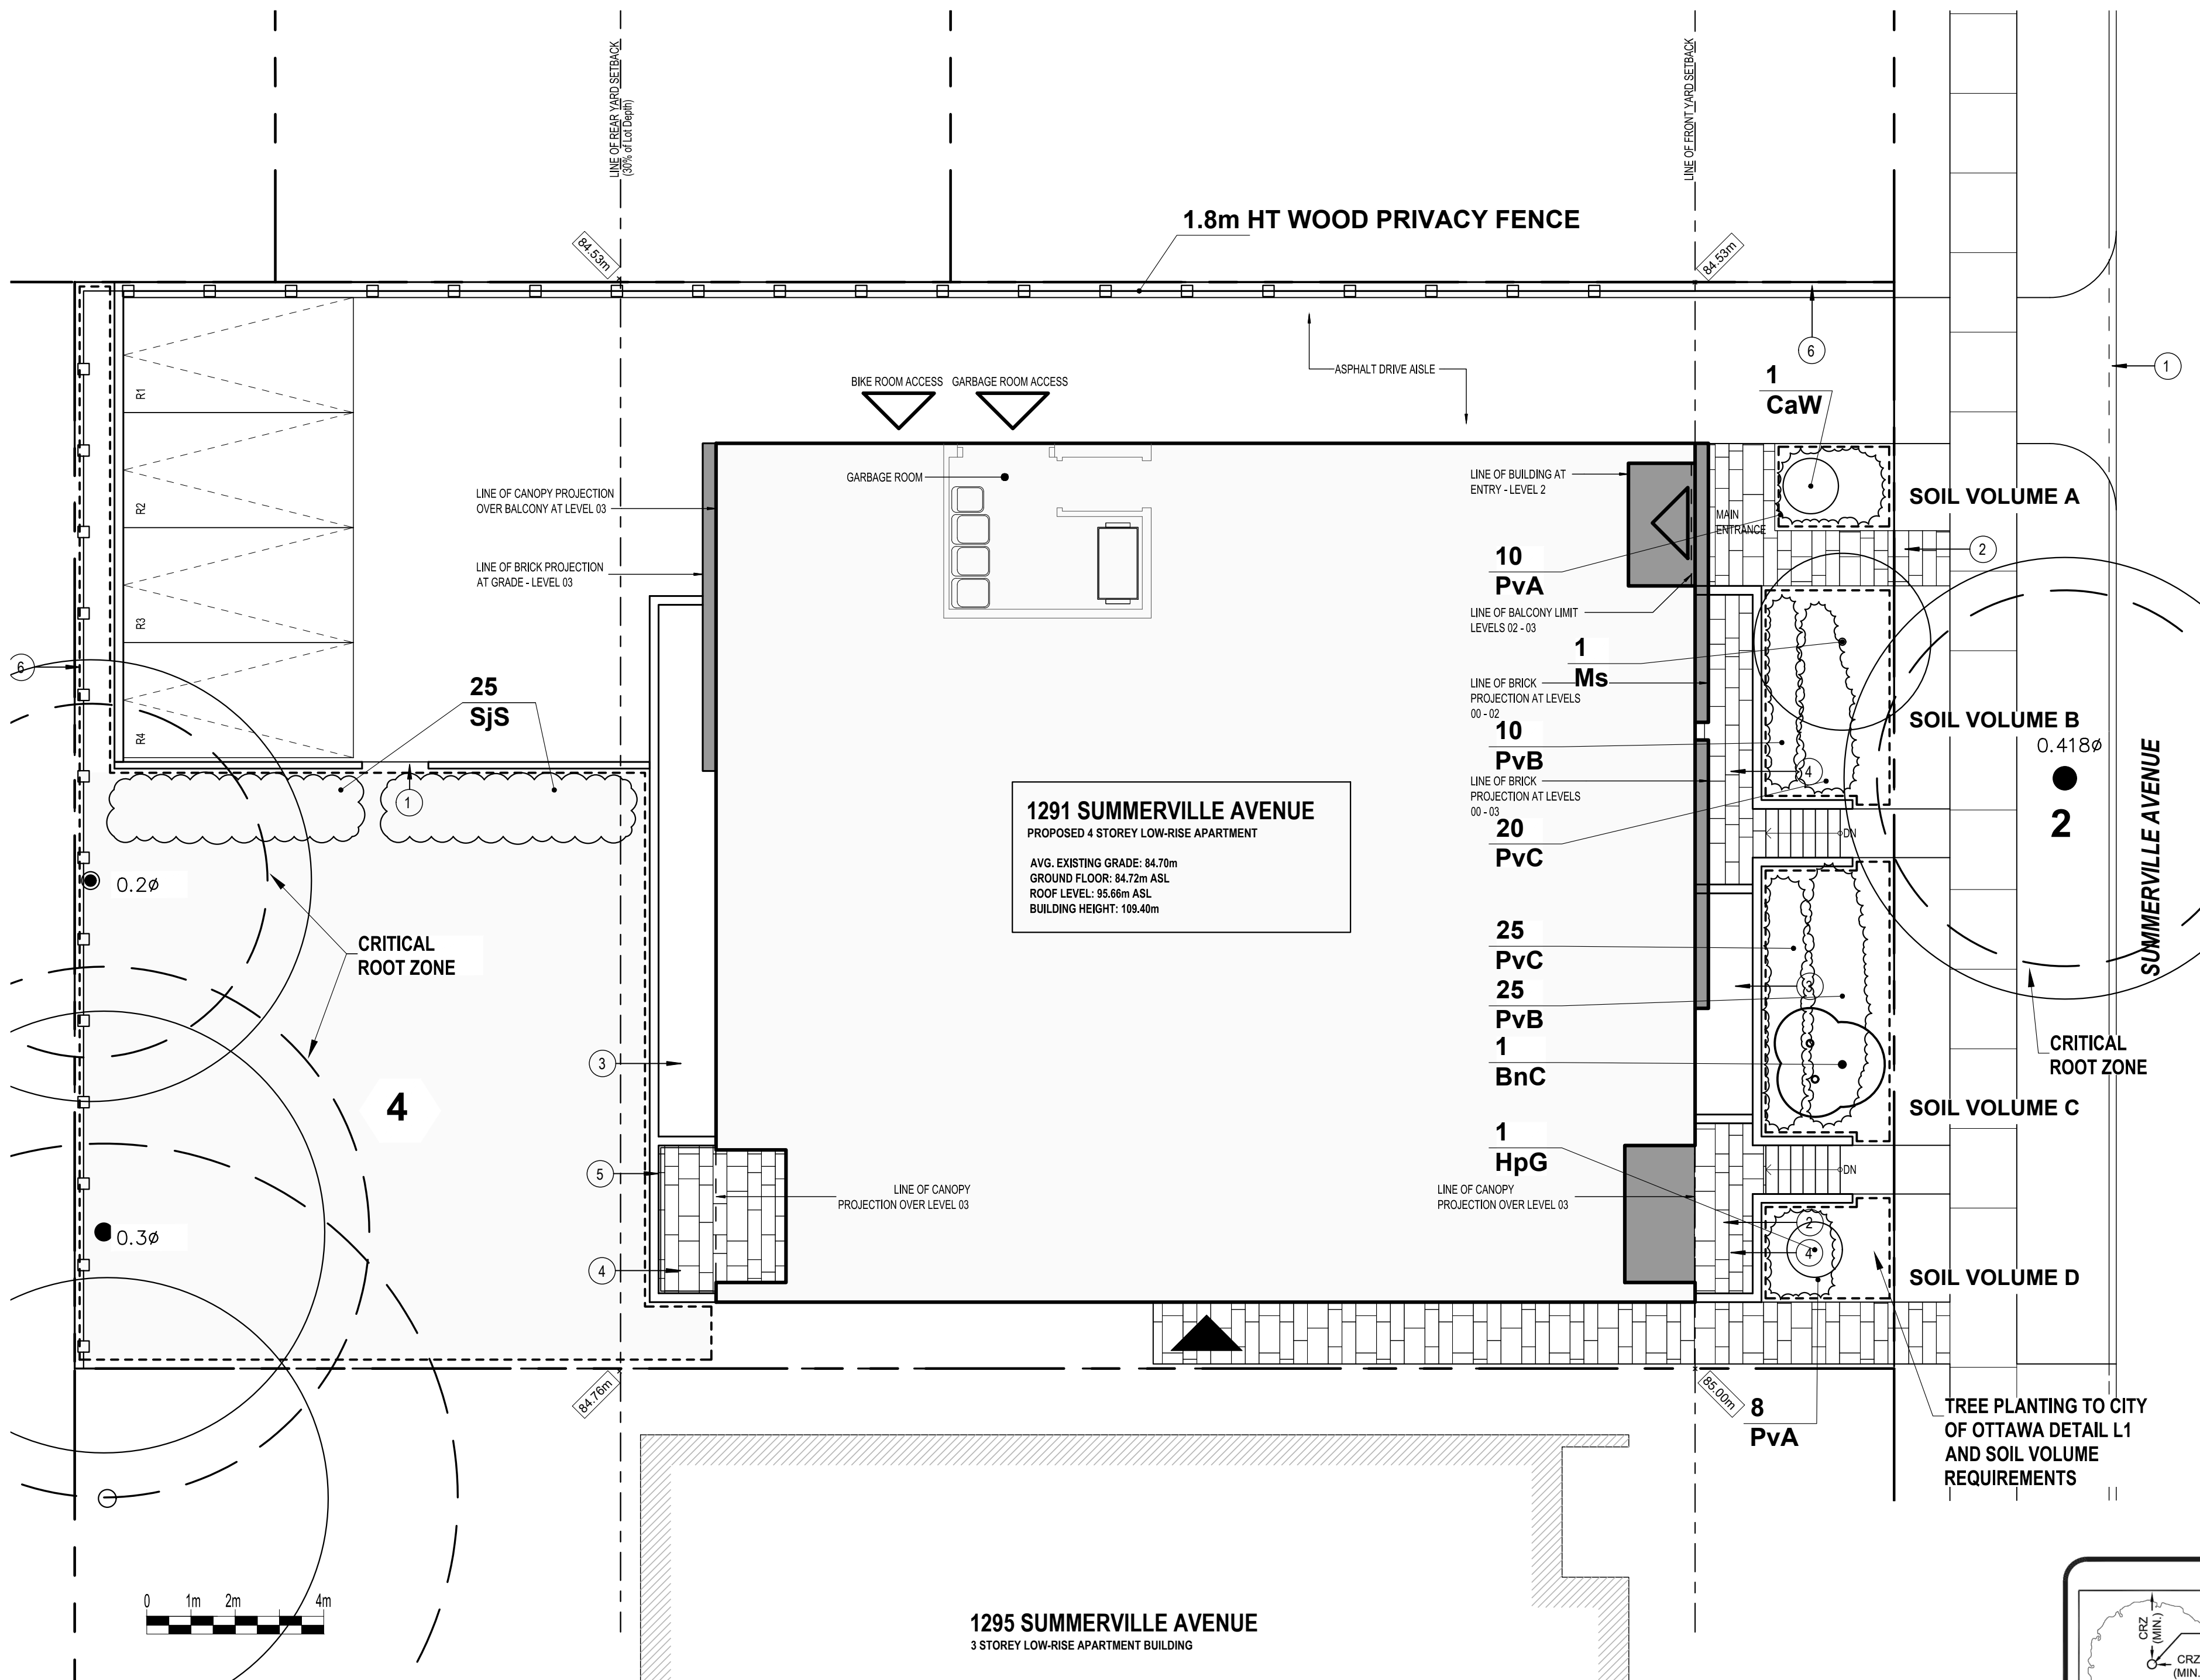 LINE OF REAR YARD SETBACK
(30% of Lot Depth)
LINE OF FRONT YARD SETBACK
1.8m HT WOOD PRIVACY FENCE
84.53m
84.53m
6
1
ASPHALT DRIVE AISLE
BIKE ROOM ACCESS
GARBAGE ROOM ACCESS
1
CaW
R1
R2
R3
R4
GARBAGE ROOM
LINE OF CANOPY PROJECTION
OVER BALCONY AT LEVEL 03
LINE OF BRICK PROJECTION
AT GRADE - LEVEL 03
LINE OF BUILDING AT
ENTRY - LEVEL 2
MAIN
ENTRANCE
SOIL VOLUME A
2
10
PvA
LINE OF BALCONY LIMIT
LEVELS 02 - 03
1
Ms
LINE OF BRICK
PROJECTION AT LEVELS
00 - 02
10
PvB
LINE OF BRICK
PROJECTION AT LEVELS
00 - 03
20
PvC
4
DN
SOIL VOLUME B
0.418ø
2
SUMMERVILLE AVENUE
6
25
SjS
1
0.2ø
CRITICAL
ROOT ZONE
1291 SUMMERVILLE AVENUE
PROPOSED 4 STOREY LOW-RISE APARTMENT
AVG. EXISTING GRADE: 84.70m
GROUND FLOOR: 84.72m ASL
ROOF LEVEL: 95.66m ASL
BUILDING HEIGHT: 109.40m
25
PvC
25
PvB
3
1
BnC
CRITICAL
ROOT ZONE
SOIL VOLUME C
3
4
1
HpG
DN
5
LINE OF CANOPY
PROJECTION OVER LEVEL 03
LINE OF CANOPY
PROJECTION OVER LEVEL 03
2
4
0.3ø
4
SOIL VOLUME D
84.76m
85.00m
8
PvA
TREE PLANTING TO CITY
OF OTTAWA DETAIL L1
AND SOIL VOLUME
REQUIREMENTS
0 1m 2m 4m
1295 SUMMERVILLE AVENUE
3 STOREY LOW-RISE APARTMENT BUILDING
CRZ
(MIN.)
CRZ
(MIN.